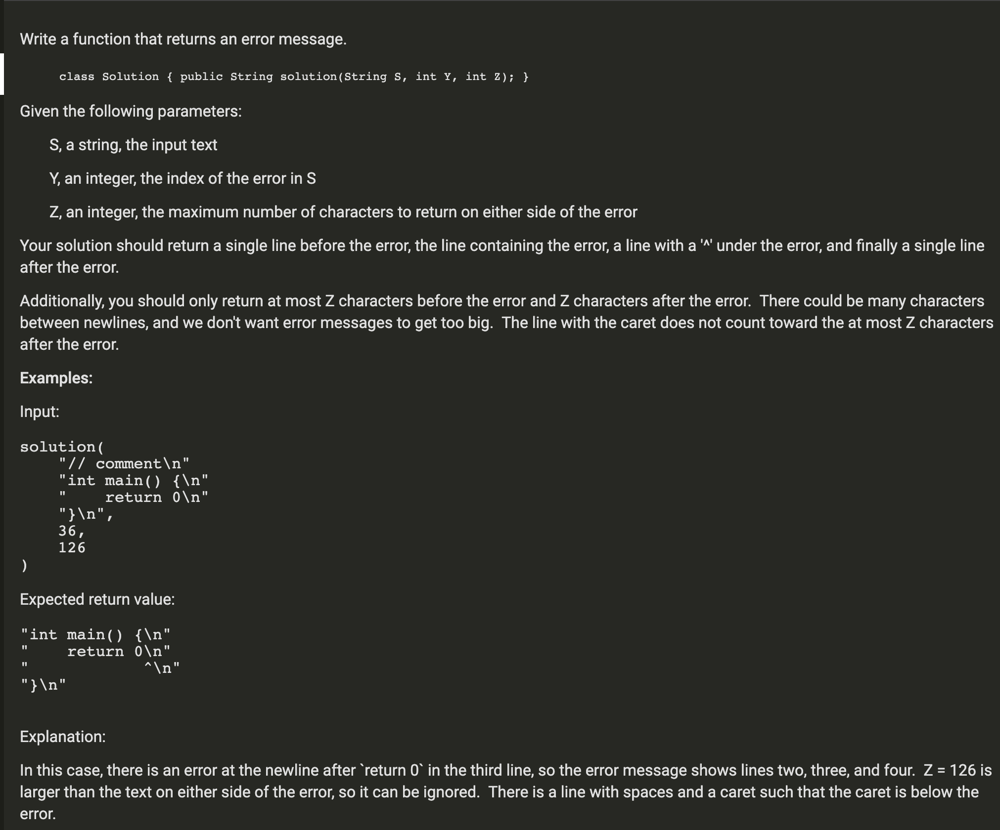 Write a function that returns an error message.
class Solution { public String solution(String S, int Y, int Z); }
Given the following parameters:
S, a string, the input text
Y, an integer, the index of the error in S
Z, an integer, the maximum number of characters to return on either side of the error
Your solution should return a single line before the error, the line containing the error, a line with a '^' under the error, and finally a single line
after the error.
Additionally, you should only return at most Z characters before the error and Z characters after the error.  There could be many characters
between newlines, and we don't want error messages to get too big.  The line with the caret does not count toward the at most Z characters
after the error.
Examples:
Input:
solution(
    "// comment\n"
    "int main() {\n"
    "    return 0\n"
    "}\n",
    36,
    126
)
Expected return value:
"int main() {\n"
"    return 0\n"
"            ^\n"
"}\n"
Explanation:
In this case, there is an error at the newline after `return 0` in the third line, so the error message shows lines two, three, and four.  Z = 126 is
larger than the text on either side of the error, so it can be ignored.  There is a line with spaces and a caret such that the caret is below the
error.